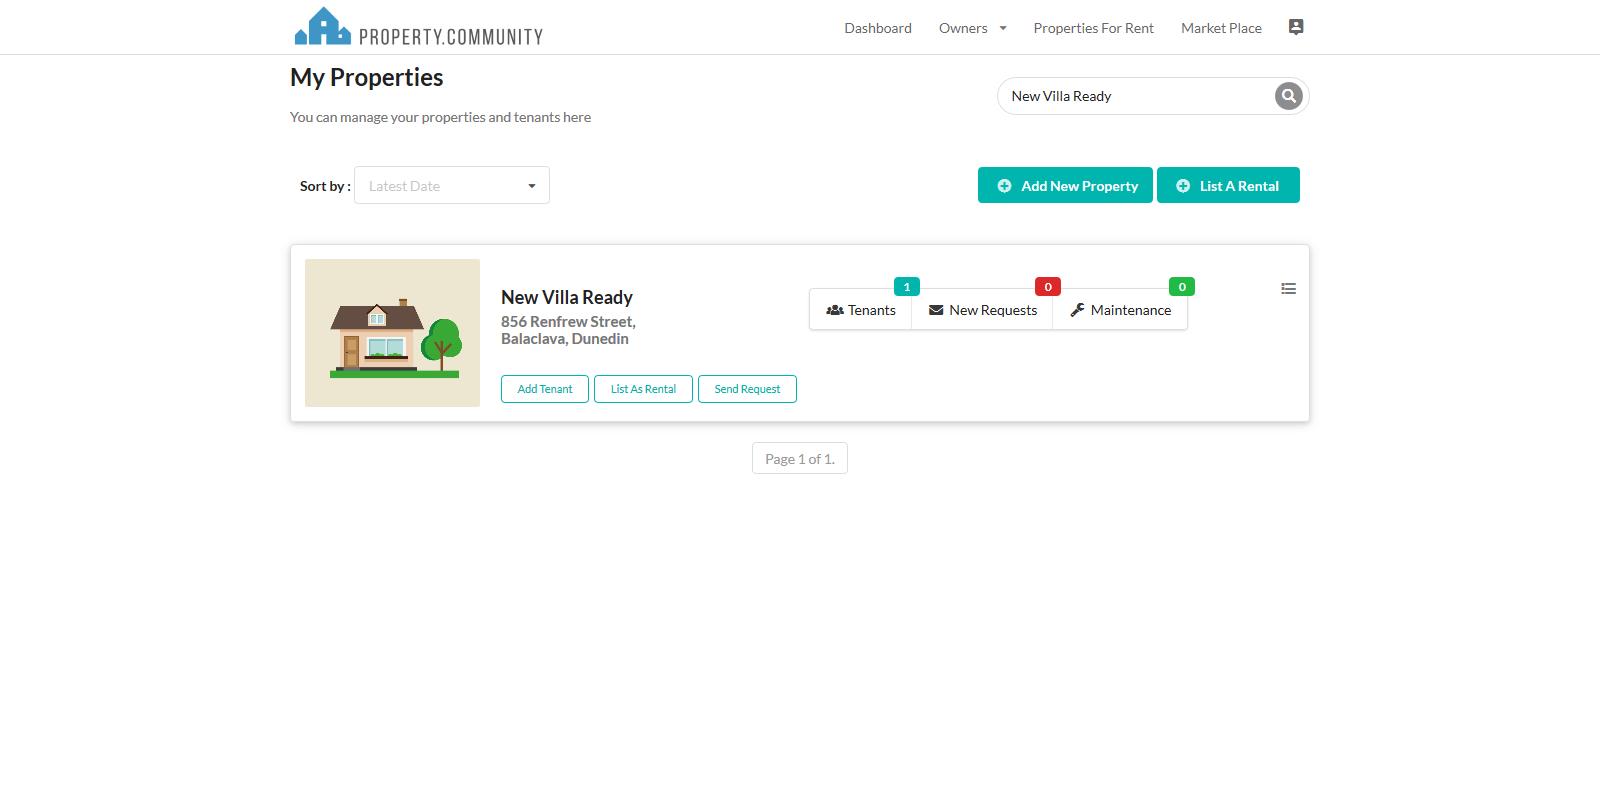 PROPERTY.COMMUNITY
Dashboard
Owners
Properties For Rent
Market Place
My Properties
New Villa Ready
You can manage your properties and tenants here
Sort by :
Latest Date
Add New Property
List A Rental
New Villa Ready
856 Renfrew Street,
Balaclava, Dunedin
1
0
0
Tenants
New Requests
Maintenance
Add Tenant
List As Rental
Send Request
Page 1 of 1.